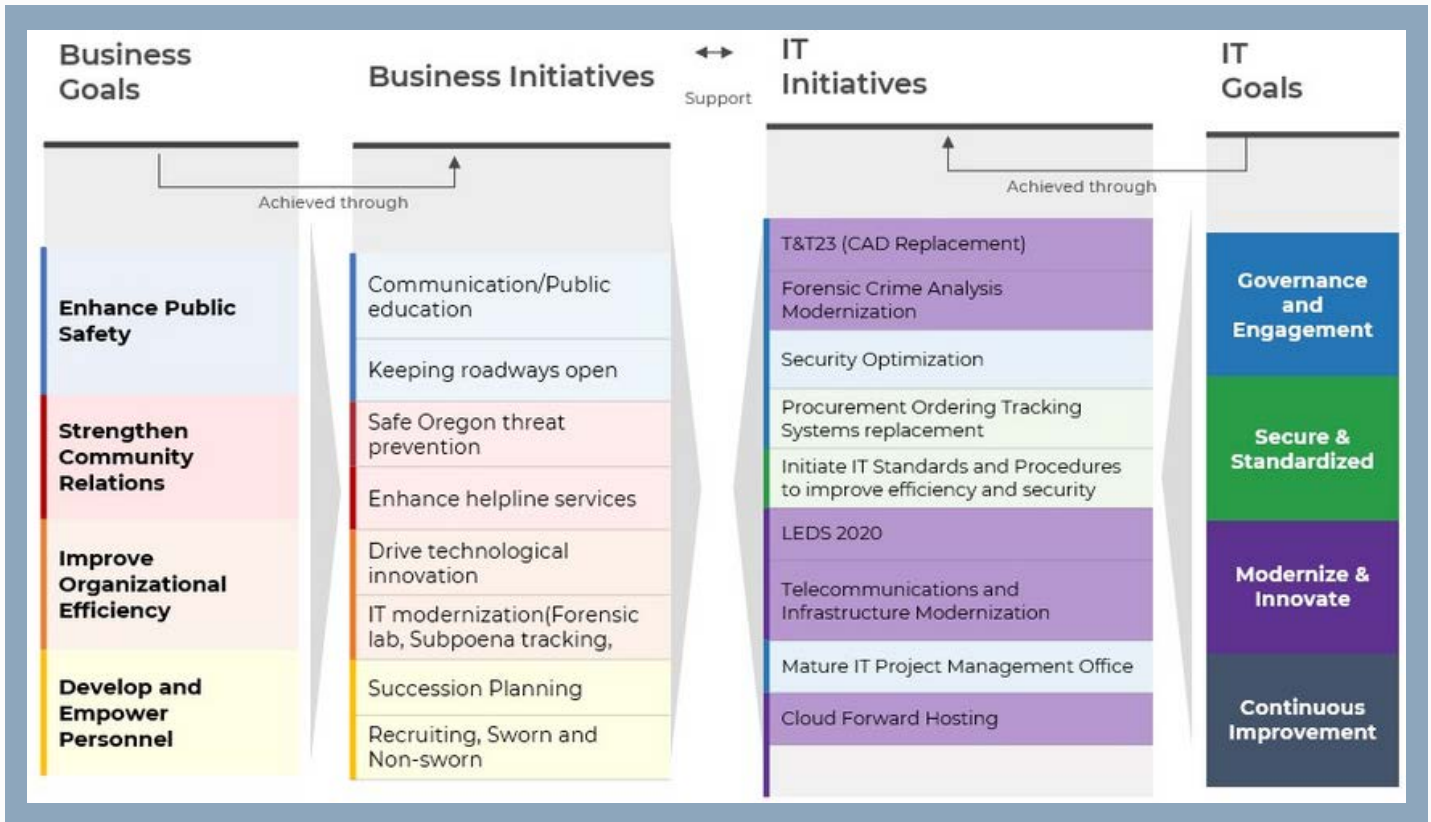 Business
Goals
Business Initiatives
Support
IT
Initiatives
IT
Goals
Achieved through
Achieved through
Enhance Public
Safety
Strengthen
Community
Relations
Improve
Organizational
Efficiency
Develop and
Empower
Personnel
Communication/Public
education
Keeping roadways open
Safe Oregon threat
prevention
Enhance helpline services
Drive technological
innovation
IT modernization(Forensic
lab, Subpoena tracking,
Succession Planning
Recruiting, Sworn and
Non-sworn
T&T23 (CAD Replacement)
Forensic Crime Analysis
Modernization
Security Optimization
Procurement Ordering Tracking
Systems replacement
Initiate IT Standards and Procedures
to improve efficiency and security
LEDS 2020
Telecommunications and
Infrastructure Modernization
Mature IT Project Management Office
Cloud Forward Hosting
Governance
and
Engagement
Secure &
Standardized
Modernize &
Innovate
Continuous
Improvement